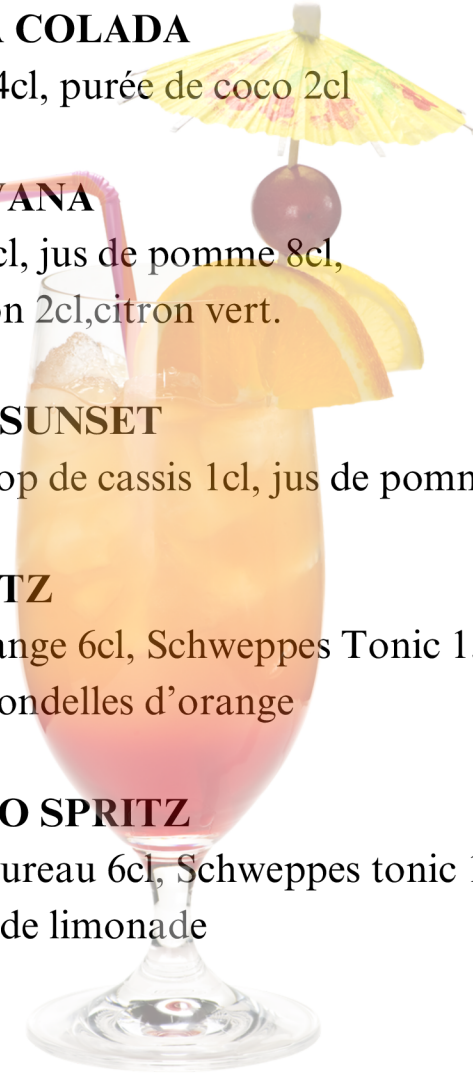 A COLADA
4cl, purée de coco 2cl
VANA
cl, jus de pomme 8cl,
on 2cl,citron vert.
SUNSET
op de cassis 1cl, jus de pomm
TZ
ange 6cl, Schweppes Tonic 1
ondelles d’orange
O SPRITZ
ureau 6cl, Schweppes tonic 1
de limonade